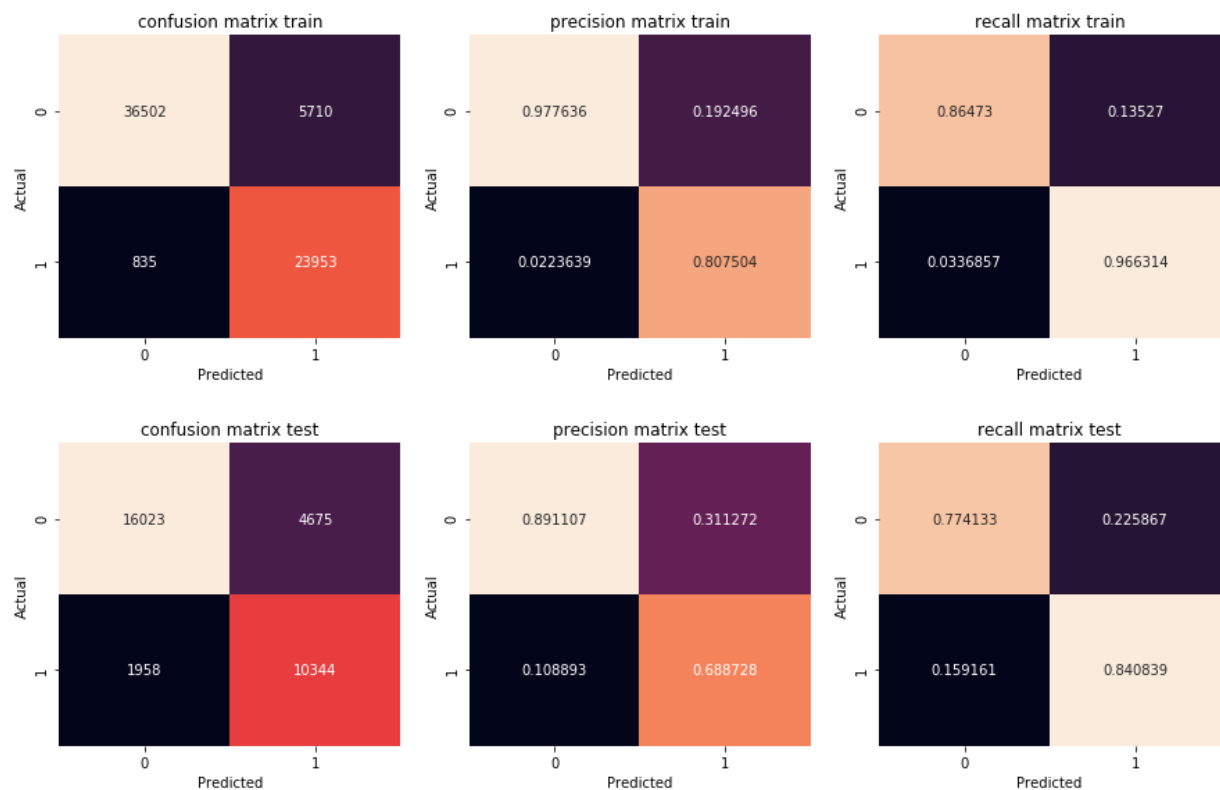 confusion matrix train
precision matrix train
recall matrix train
Actual
0
1
36502
5710
835
23953
0
1
Predicted
Actual
0
1
0.977636
0.192496
0.0223639
0.807504
0
1
Predicted
Actual
0
1
0.86473
0.13527
0.0336857
0.966314
0
1
Predicted
confusion matrix test
precision matrix test
recall matrix test
Actual
0
1
16023
4675
1958
10344
0
1
Predicted
Actual
0
1
0.891107
0.311272
0.108893
0.688728
0
1
Predicted
Actual
0
1
0.774133
0.225867
0.159161
0.840839
0
1
Predicted